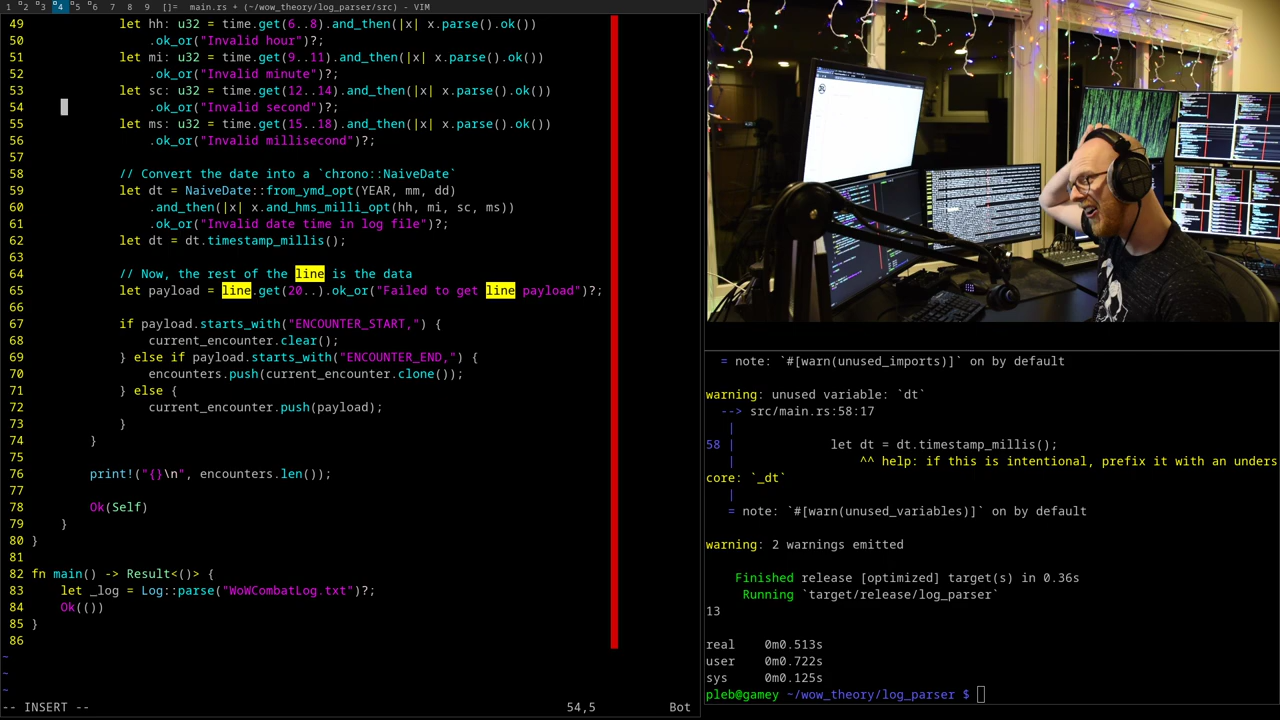 1 2 3 4 5 6 7 8 9 []= main.rs + (~/wow_theory/log_parser/src) - VIM
49 let hh: u32 = time.get(6..8).and_then(|x| x.parse().ok())
50 .ok_or("Invalid hour")?;
51 let mi: u32 = time.get(9..11).and_then(|x| x.parse().ok())
52 .ok_or("Invalid minute")?;
53 let sc: u32 = time.get(12..14).and_then(|x| x.parse().ok())
54 .ok_or("Invalid second")?;
55 let ms: u32 = time.get(15..18).and_then(|x| x.parse().ok())
56 .ok_or("Invalid millisecond")?;
57
58 // Convert the date into a `chrono::NaiveDate`
59 let dt = NaiveDate::from_ymd_opt(YEAR, mm, dd)
60 .and_then(|x| x.and_hms_milli_opt(hh, mi, sc, ms))
61 .ok_or("Invalid date time in log file")?;
62 let dt = dt.timestamp_millis();
63
64 // Now, the rest of the line is the data
65 let payload = line.get(20..).ok_or("Failed to get line payload")?;
66
67 if payload.starts_with("ENCOUNTER_START,") {
68 current_encounter.clear();
69 } else if payload.starts_with("ENCOUNTER_END,") {
70 encounters.push(current_encounter.clone());
71 } else {
72 current_encounter.push(payload);
73 }
74 }
75
76 print!("{}\n", encounters.len());
77
78 Ok(Self)
79 }
80 }
81
82 fn main() -> Result<()> {
83 let _log = Log::parse("WoWCombatLog.txt")?;
84 Ok(())
85 }
86
~
~
~
-- INSERT -- 54,5 Bot
= note: `#[warn(unused_imports)]` on by default
warning: unused variable: `dt`
--> src/main.rs:58:17
|
58 | let dt = dt.timestamp_millis();
| ^^ help: if this is intentional, prefix it with an unders
core: `_dt`
|
= note: `#[warn(unused_variables)]` on by default
warning: 2 warnings emitted
Finished release [optimized] target(s) in 0.36s
Running `target/release/log_parser`
13
real 0m0.513s
user 0m0.722s
sys 0m0.125s
pleb@gamey ~/wow_theory/log_parser $